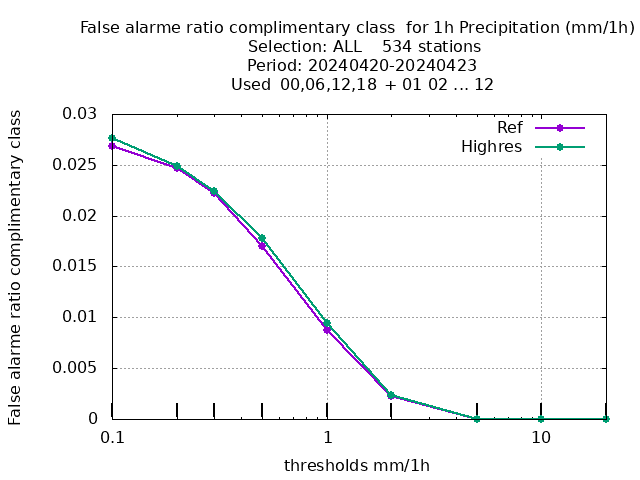 False alarme ratio complimentary class  for 1h Precipitation (mm/1h)
Selection: ALL    534 stations
Period: 20240420-20240423
Used  00,06,12,18  + 01 02 ... 12
False alarme ratio complimentary class
0.03
0.025
0.02
0.015
0.01
0.005
0
Ref
Highres
0.1
1
10
thresholds mm/1h